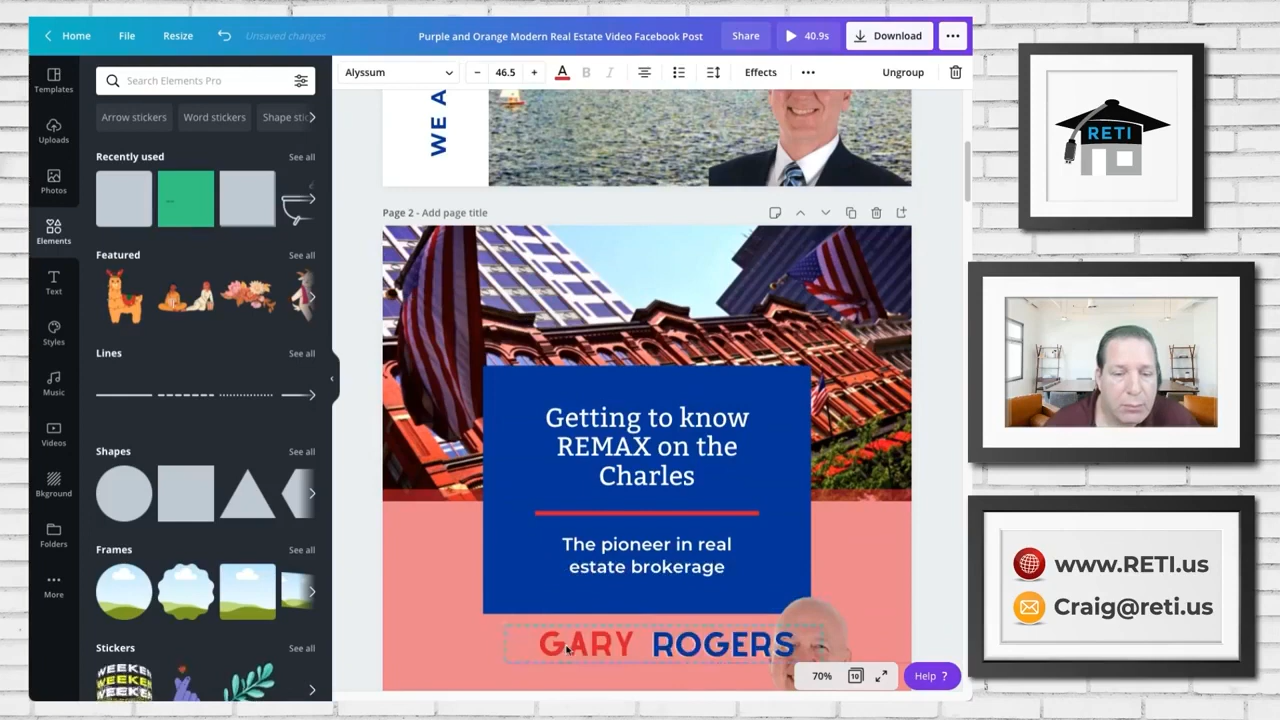 Home
File
Resize
Unsaved changes
Purple and Orange Modern Real Estate Video Facebook Post
Share
40.9s
Download
Templates
Uploads
Photos
Elements
Text
Styles
Music
Videos
Bkground
Folders
More
Search Elements Pro
Arrow stickers
Word stickers
Shape stic
Recently used
See all
Featured
See all
Lines
See all
Shapes
See all
Frames
See all
Stickers
See all
WEEKEN
WEEKEN
WEEKEN
Alyssum
46.5
A
B
I
Effects
Ungroup
WE A
Page 2 - Add page title
Getting to know
REMAX on the
Charles
The pioneer in real
estate brokerage
GARY ROGERS
70%
10
Help ?
RETI
www.RETI.us
Craig@reti.us